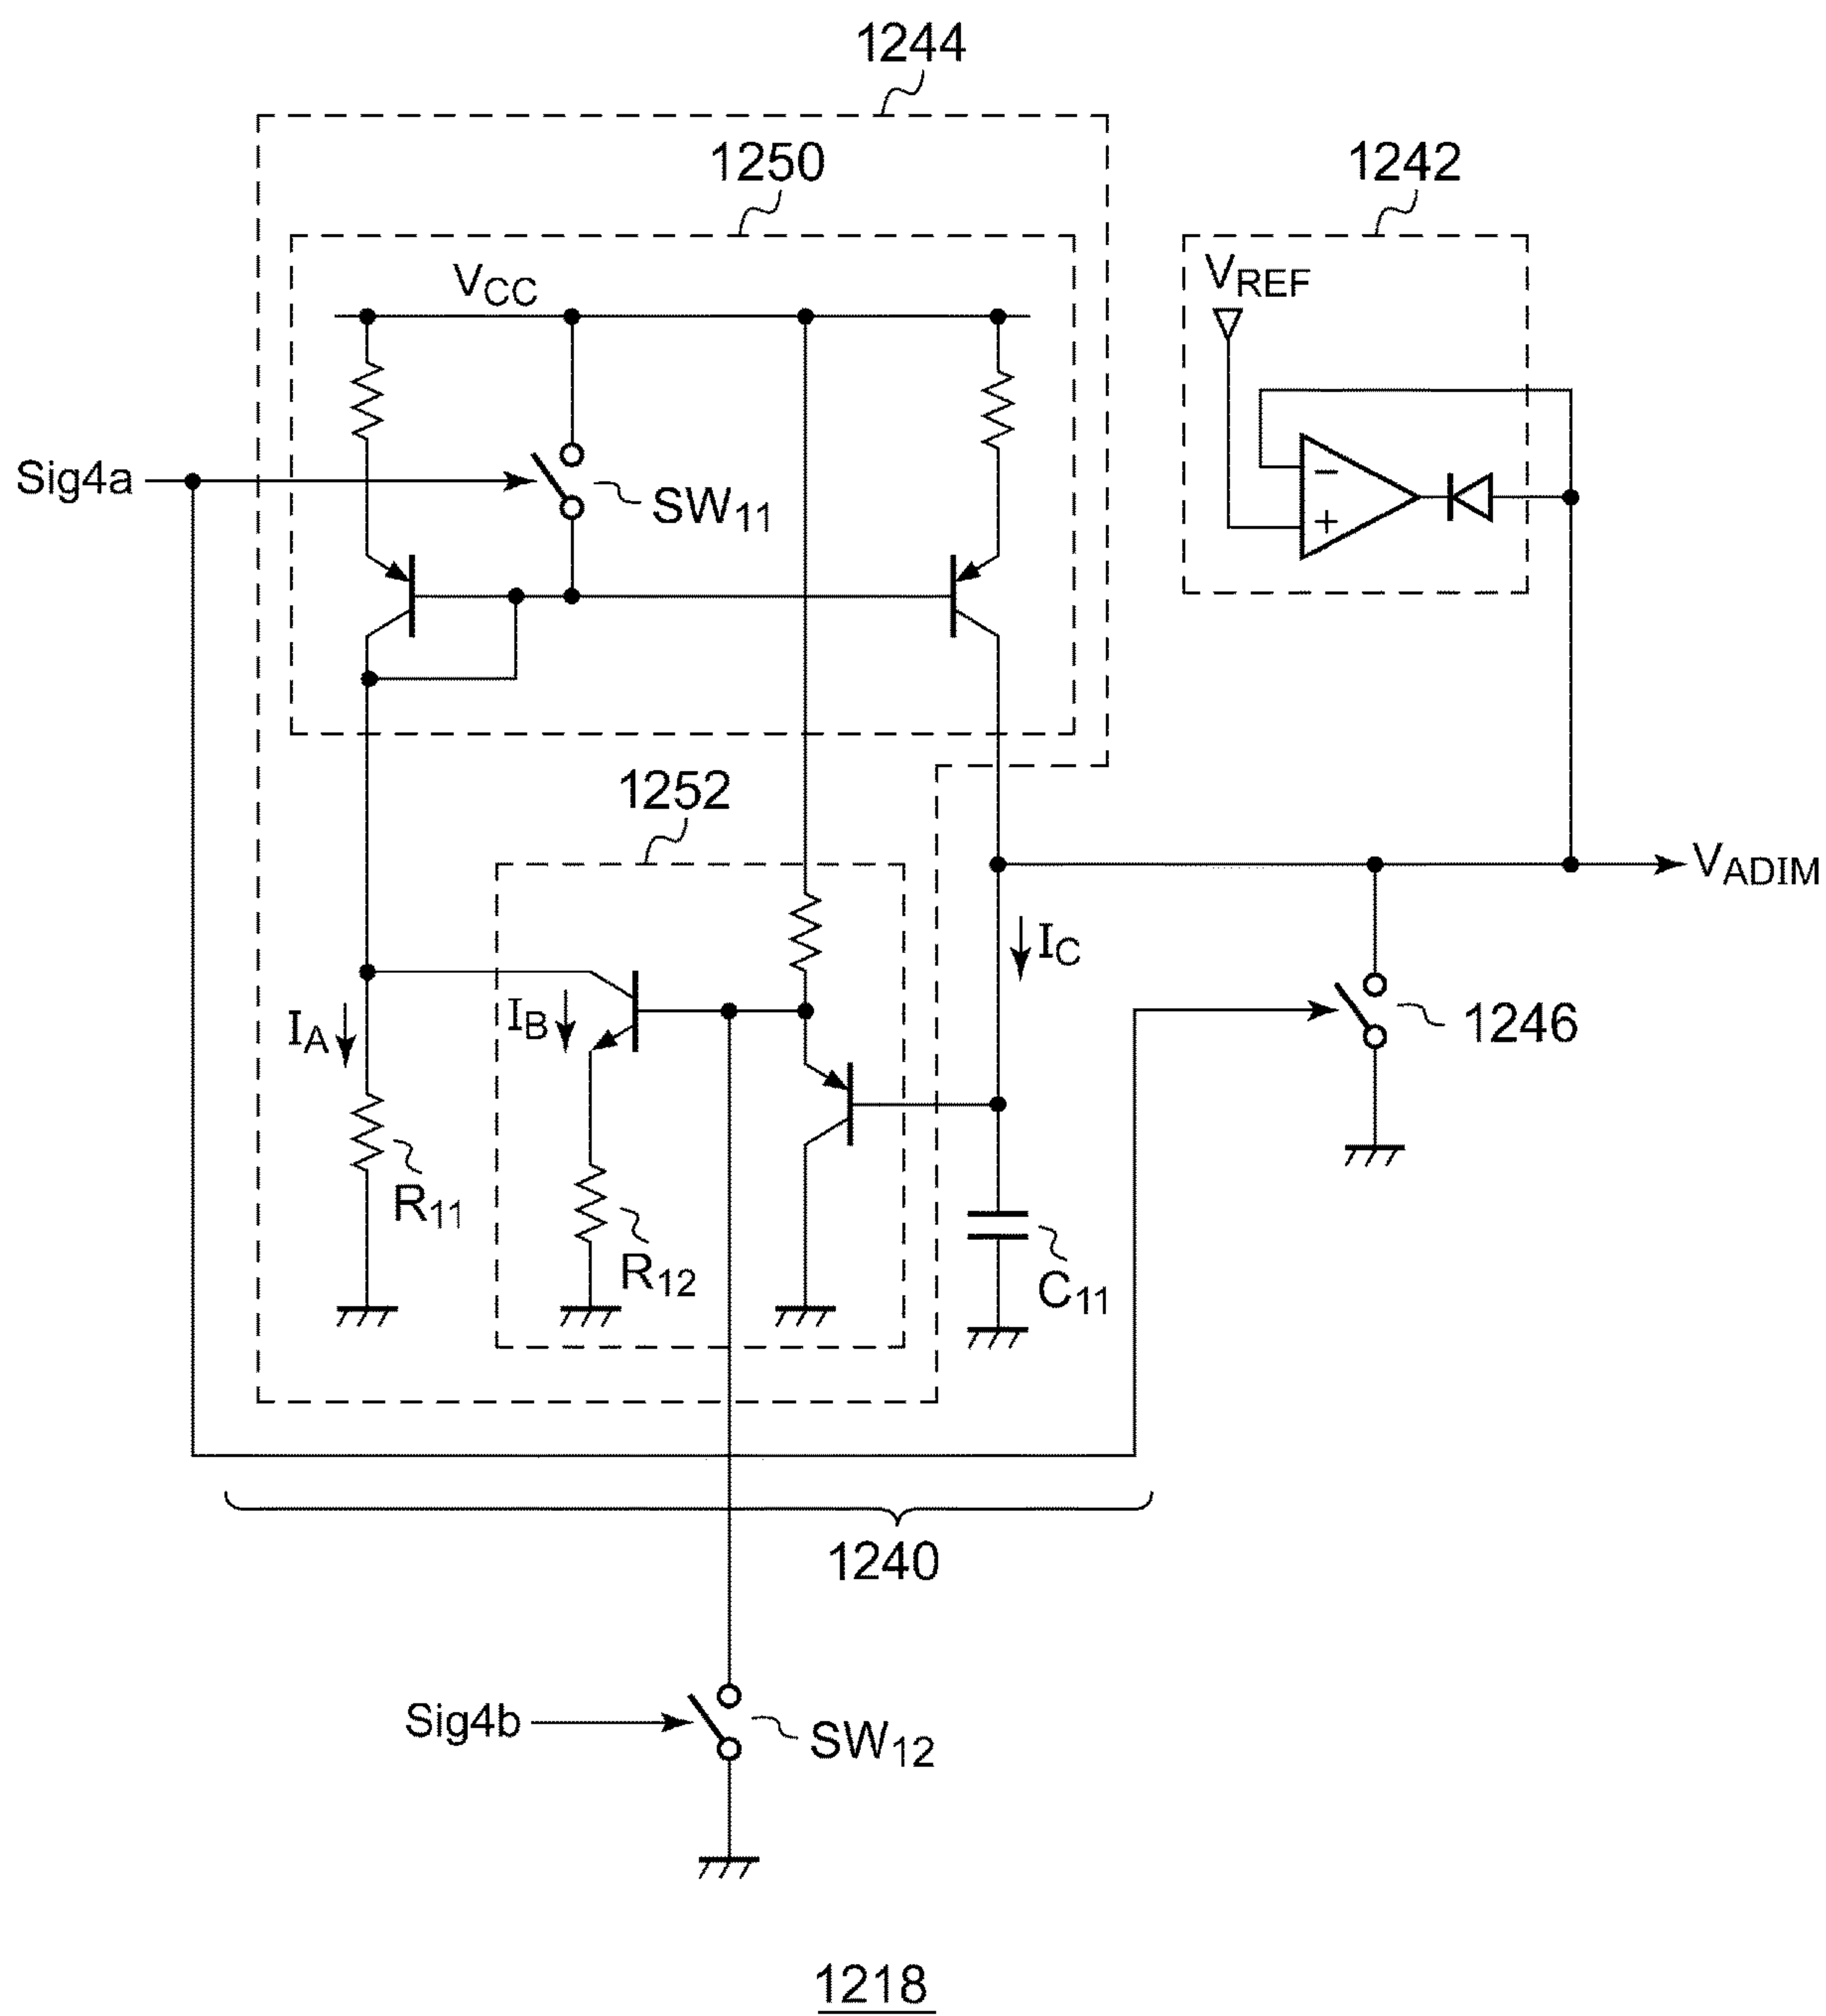 1244
1250
1242
VCC
VREF
Sig4a
SW11
−
+
1252
VADIM
IC
IB
IA
1246
R11
R12
C11
1240
Sig4b
SW12
1218